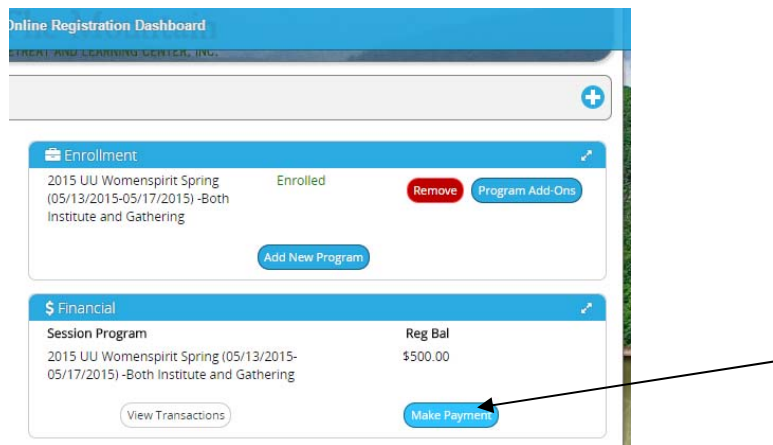 Online Registration Dashboard
The Mountain
RETREAT AND LEARNING CENTER, INC.
Enrollment
2015 UU Womenspirit Spring
(05/13/2015-05/17/2015) -Both
Institute and Gathering
Enrolled
Remove
Program Add-Ons
Add New Program
$ Financial
Session Program
Reg Bal
2015 UU Womenspirit Spring (05/13/2015-
05/17/2015) -Both Institute and Gathering
$500.00
View Transactions
Make Payment